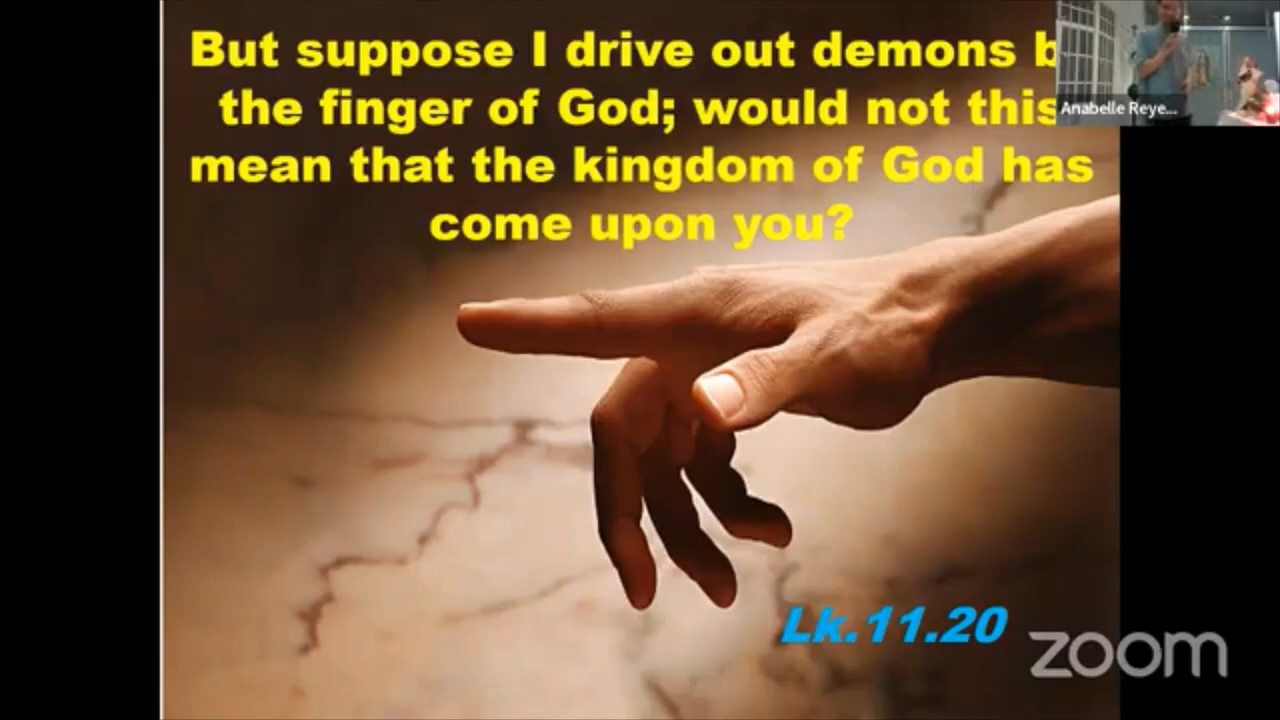 But suppose I drive out demons
the finger of God; would not this
mean that the kingdom of God has
come upon you?
Anabelle Reye...
Lk.11.20
zoom